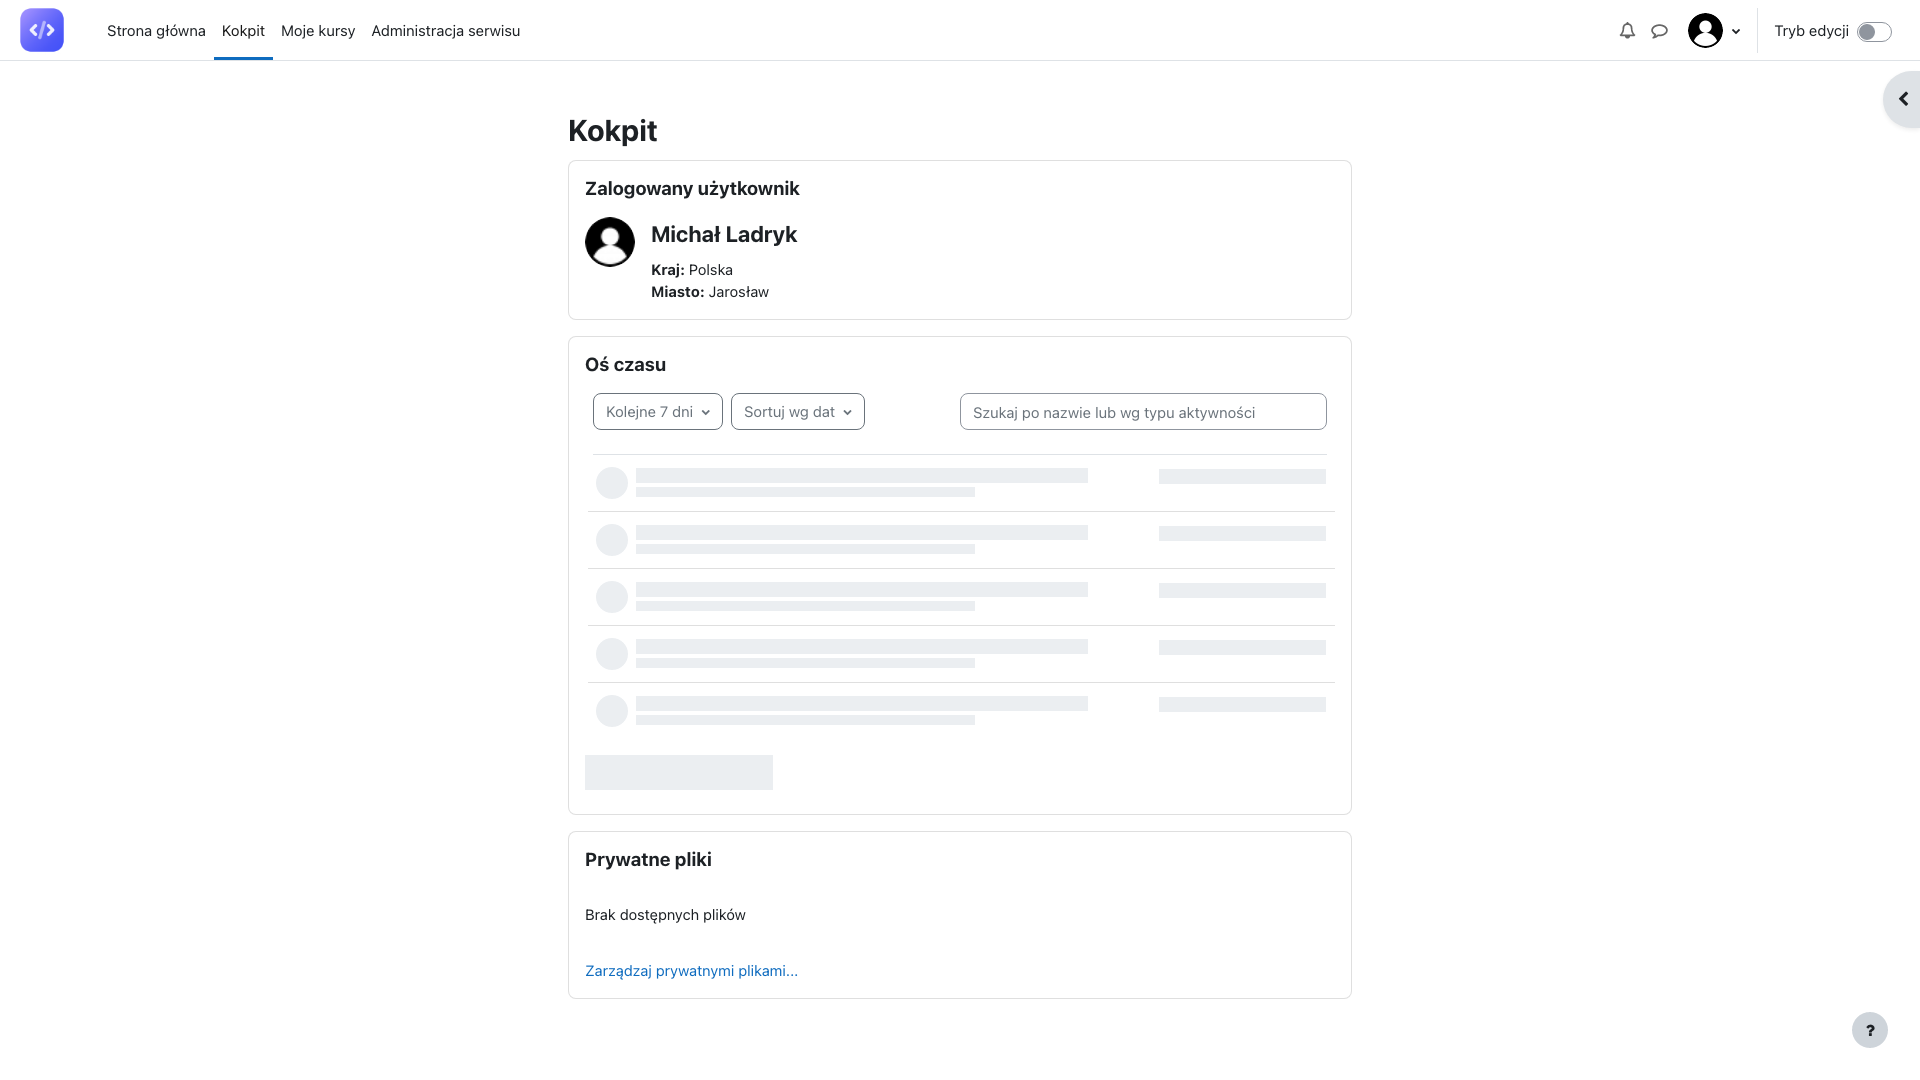 Strona główna
Kokpit
Moje kursy
Administracja serwisu
Tryb edycji
Kokpit
Zalogowany użytkownik
Michał Ladryk
Kraj: Polska
Miasto: Jarosław
Oś czasu
Kolejne 7 dni
Sortuj wg dat
Szukaj po nazwie lub wg typu aktywności
Prywatne pliki
Brak dostępnych plików
Zarządzaj prywatnymi plikami...
?